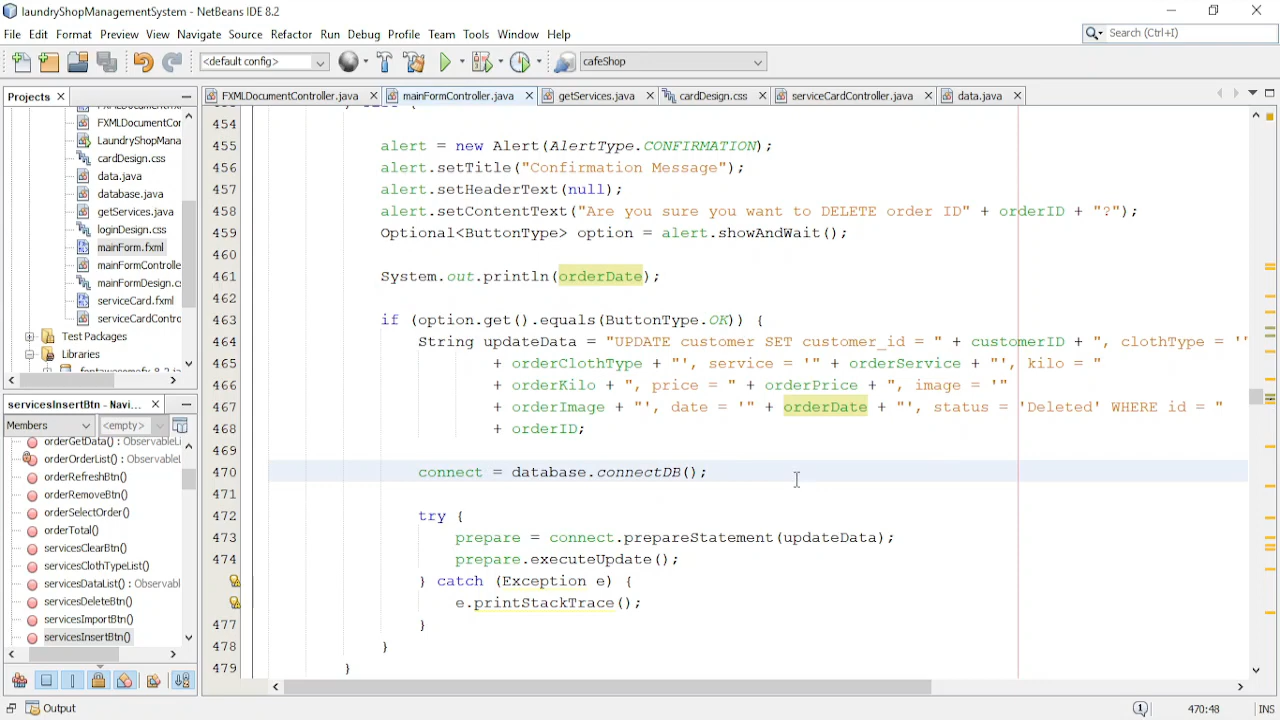 laundryShopManagementSystem - NetBeans IDE 8.2
File Edit Format Preview View Navigate Source Refactor Run Debug Profile Team Tools Window Help
Search (Ctrl+I)
<default config>
cafeShop
Projects
FXMLDocumentController.java
mainFormController.java
getServices.java
cardDesign.css
serviceCardController.java
data.java
FXMLDocumentCor
LaundryShopMana
cardDesign.css
data.java
database.java
getServices.java
loginDesign.css
mainForm.fxml
mainFormControlle
mainFormDesign.cs
serviceCard.fxml
serviceCardContro
Test Packages
Libraries
servicesInsertBtn - Navi...
Members
<empty>
orderGetData() : ObservableLi
orderOrderList() : ObservableL
orderRefreshBtn()
orderRemoveBtn()
orderSelectOrder()
orderTotal()
servicesClearBtn()
servicesClothTypeList()
servicesDataList() : Observabl
servicesDeleteBtn()
servicesImportBtn()
servicesInsertBtn()
454
455 alert = new Alert(AlertType.CONFIRMATION);
456 alert.setTitle("Confirmation Message");
457 alert.setHeaderText(null);
458 alert.setContentText("Are you sure you want to DELETE order ID" + orderID + "?");
459 Optional<ButtonType> option = alert.showAndWait();
460
461 System.out.println(orderDate);
462
463 if (option.get().equals(ButtonType.OK)) {
464 String updateData = "UPDATE customer SET customer_id = " + customerID + ", clothType = '"
465 + orderClothType + "', service = '" + orderService + "', kilo = "
466 + orderKilo + ", price = " + orderPrice + ", image = '"
467 + orderImage + "', date = '" + orderDate + "', status = 'Deleted' WHERE id = "
468 + orderID;
469
470 connect = database.connectDB();
471
472 try {
473 prepare = connect.prepareStatement(updateData);
474 prepare.executeUpdate();
} catch (Exception e) {
e.printStackTrace();
477 }
478 }
479 }
Output
470:48
INS